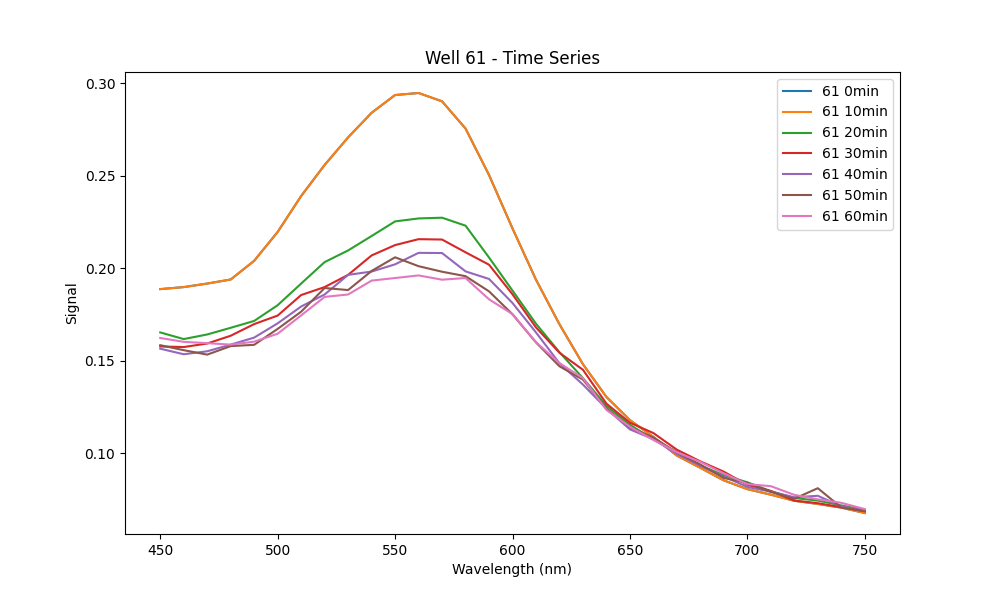 Well 61 - Time Series
0.30
0.25
0.20
0.15
0.10
Signal
450
500
550
600
650
700
750
Wavelength (nm)
61 0min
61 10min
61 20min
61 30min
61 40min
61 50min
61 60min